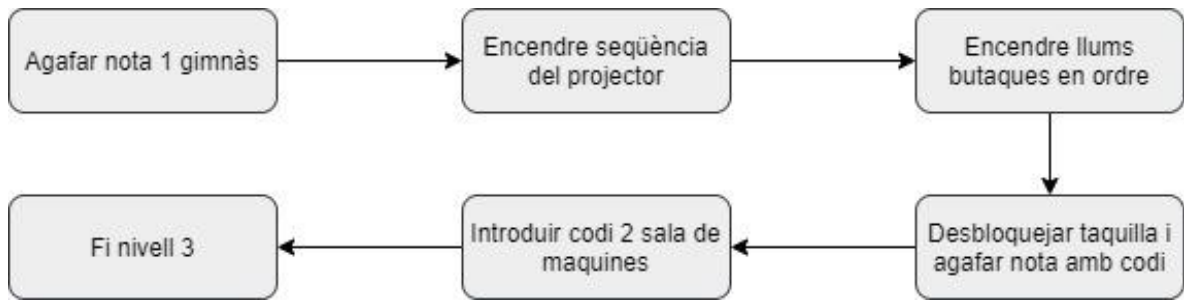 Agafar nota 1 gimnàs
Encendre seqüència
del projector
Encendre llums
butaques en ordre
Desbloquejar taquilla i
agafar nota amb codi
Introduir codi 2 sala de
maquines
Fi nivell 3